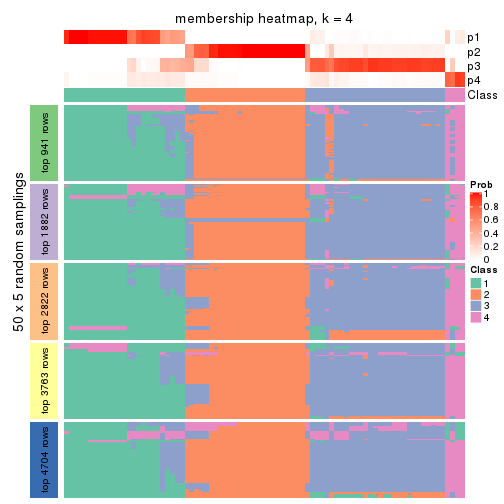 membership heatmap, k = 4
p1
p2
p3
p4
Class
50 x 5 random samplings
top 941 rows
top 1882 rows
top 2822 rows
top 3763 rows
top 4704 rows
Prob
1
0.8
0.6
0.4
0.2
0
Class
1
2
3
4